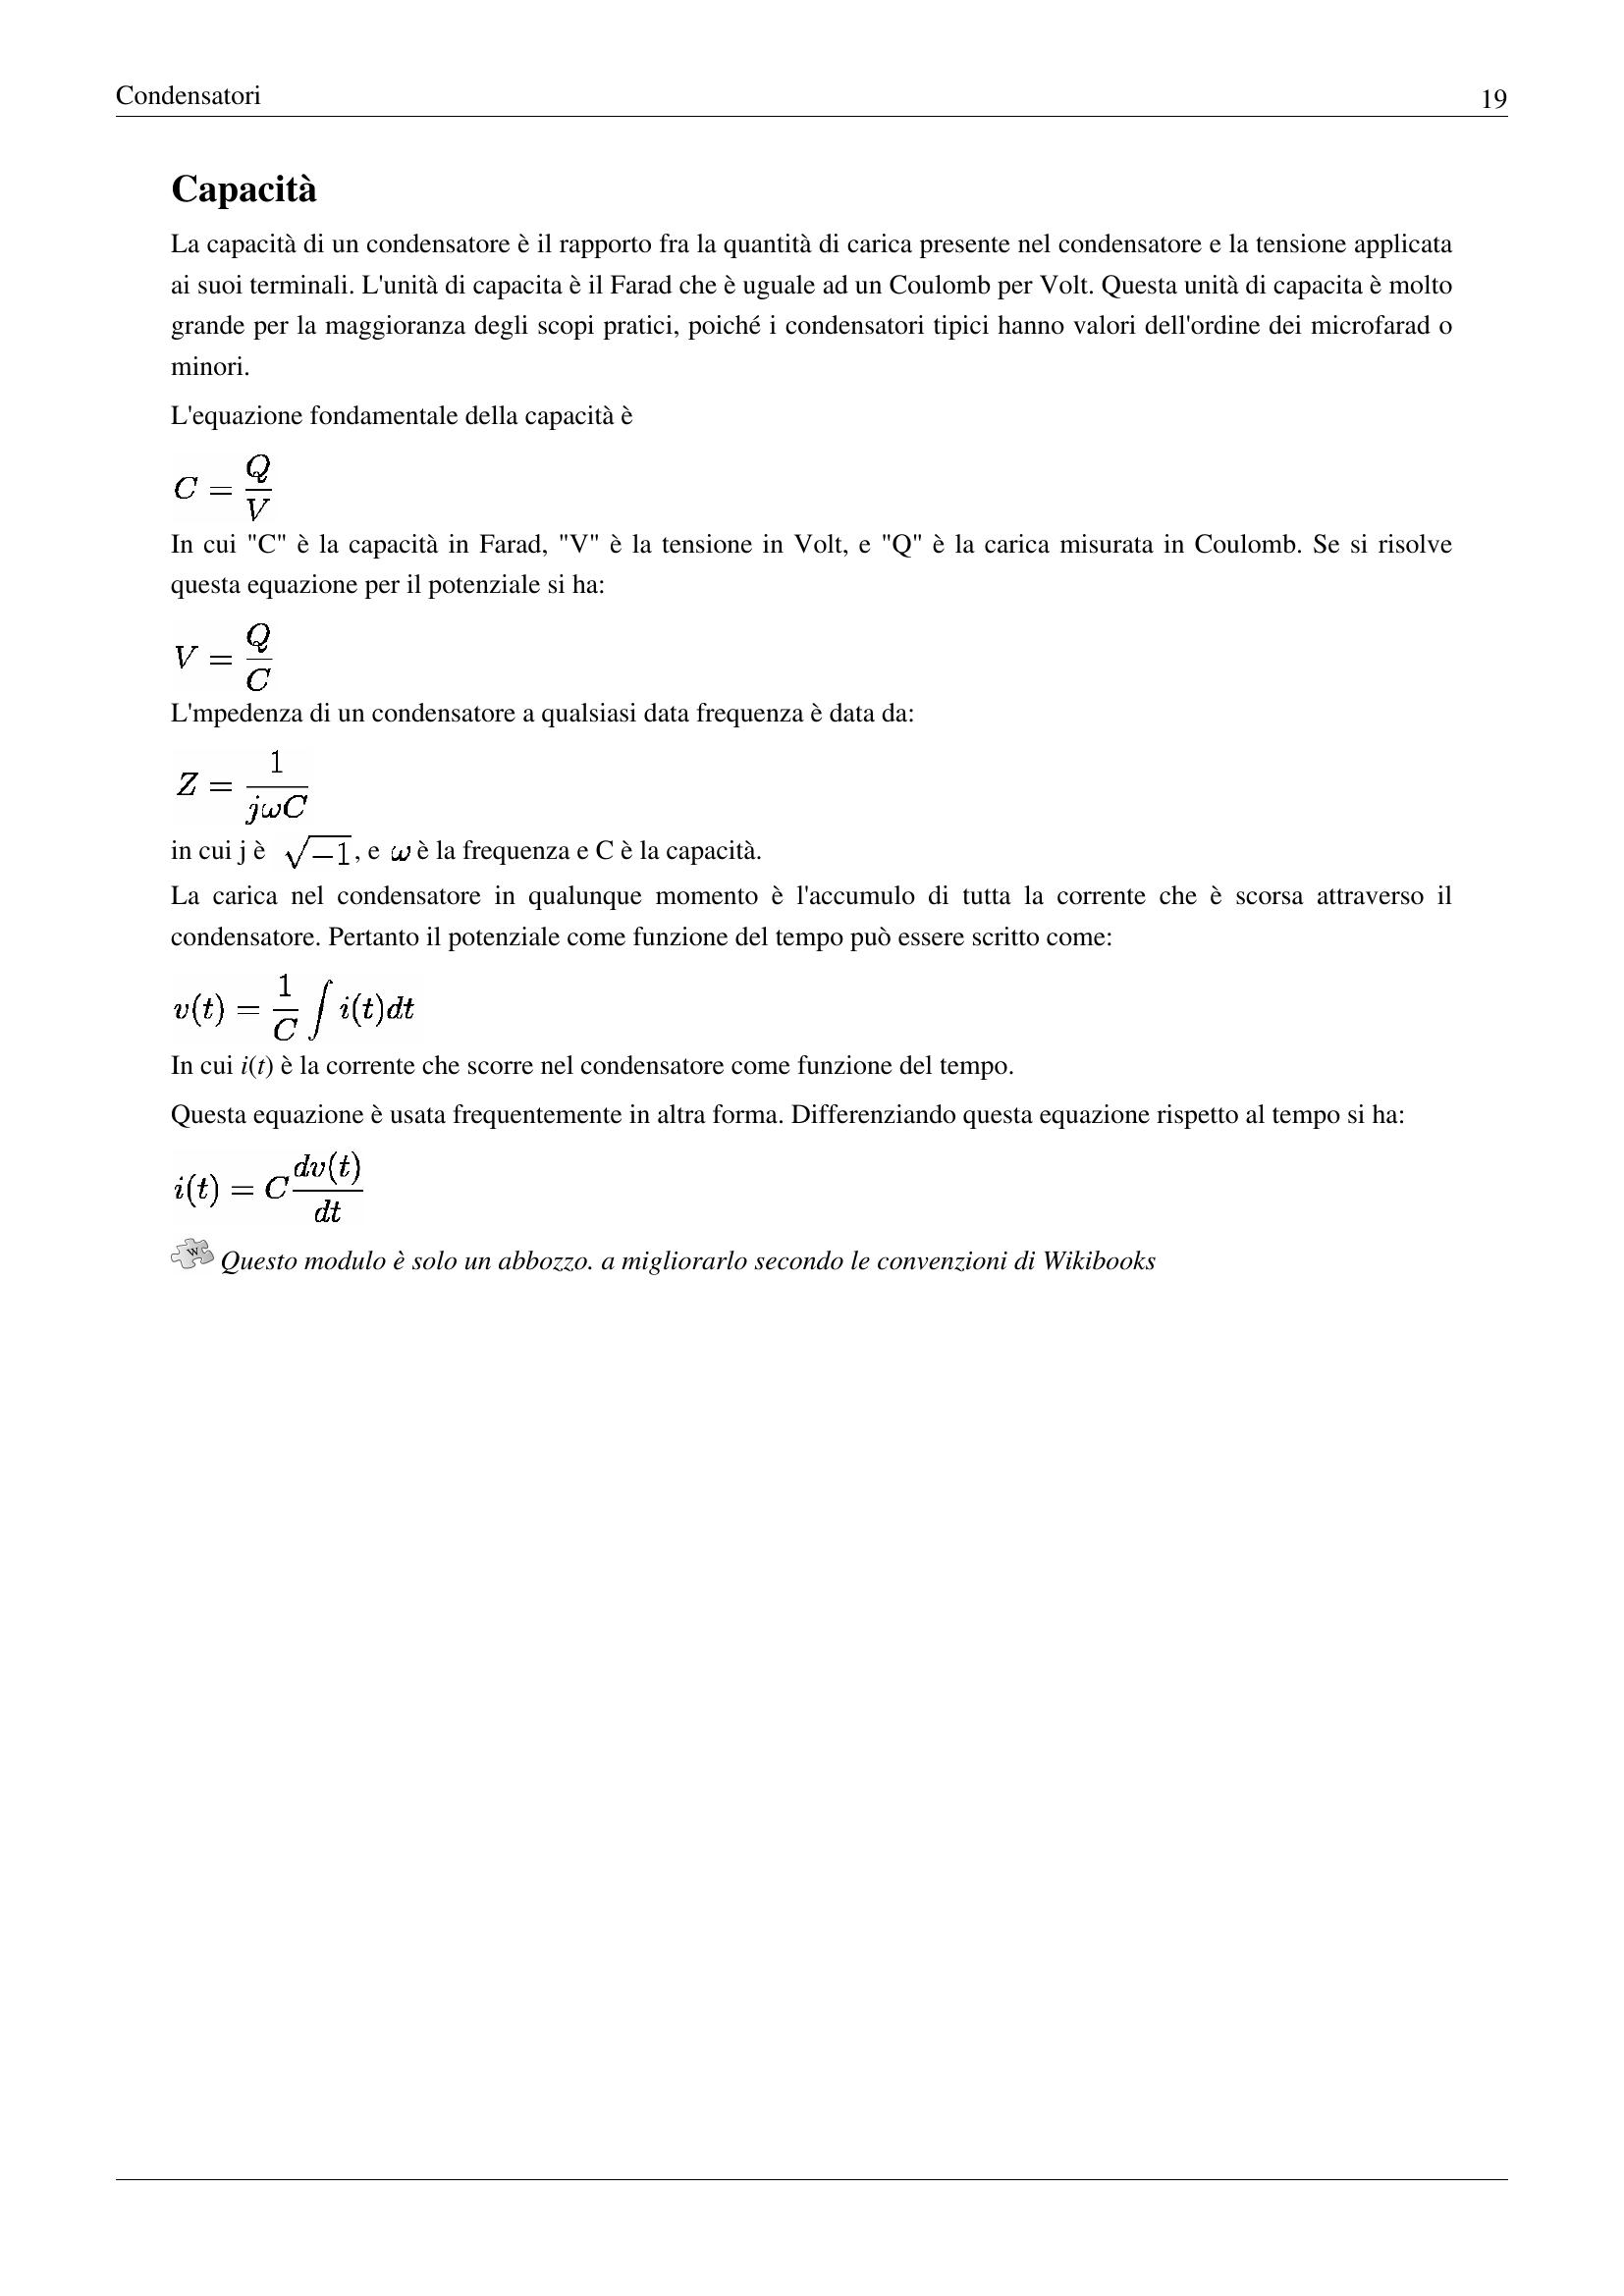 Condensatori 19
Capacità
La capacità di un condensatore è il rapporto fra la quantità di carica presente nel condensatore e la tensione applicata
ai suoi terminali. L'unità di capacita è il Farad che è uguale ad un Coulomb per Volt. Questa unità di capacita è molto
grande per la maggioranza degli scopi pratici, poiché i condensatori tipici hanno valori dell'ordine dei microfarad o
minori.
L'equazione fondamentale della capacità è
C = Q/V
In cui "C" è la capacità in Farad, "V" è la tensione in Volt, e "Q" è la carica misurata in Coulomb. Se si risolve
questa equazione per il potenziale si ha:
V = Q/C
L'mpedenza di un condensatore a qualsiasi data frequenza è data da:
Z = 1/(jωC)
in cui j è √−1, e ω è la frequenza e C è la capacità.
La carica nel condensatore in qualunque momento è l'accumulo di tutta la corrente che è scorsa attraverso il
condensatore. Pertanto il potenziale come funzione del tempo può essere scritto come:
v(t) = 1/C ∫ i(t)dt
In cui i(t) è la corrente che scorre nel condensatore come funzione del tempo.
Questa equazione è usata frequentemente in altra forma. Differenziando questa equazione rispetto al tempo si ha:
i(t) = C dv(t)/dt
W Questo modulo è solo un abbozzo. a migliorarlo secondo le convenzioni di Wikibooks